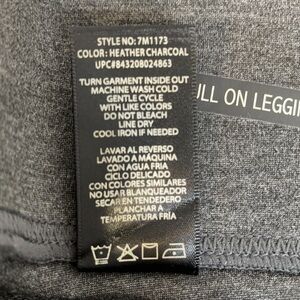 STYLE NO: 7M1173
COLOR: HEATHER CHARCOAL
UPC#843208024863
TURN GARMENT INSIDE OUT
MACHINE WASH COLD
GENTLE CYCLE
WITH LIKE COLORS
DO NOT BLEACH
LINE DRY
COOL IRON IF NEEDED
LAVAR AL REVERSO
LAVADO A MÁQUINA
CON AGUA FRIA
CICLO DELICADO
CON COLORES SIMILARES
NO USAR BLANQUEADOR
SECAR EN TENDEDERO
PLANCHAR A
TEMPERATURA FRÍA
ULL ON LEGGI